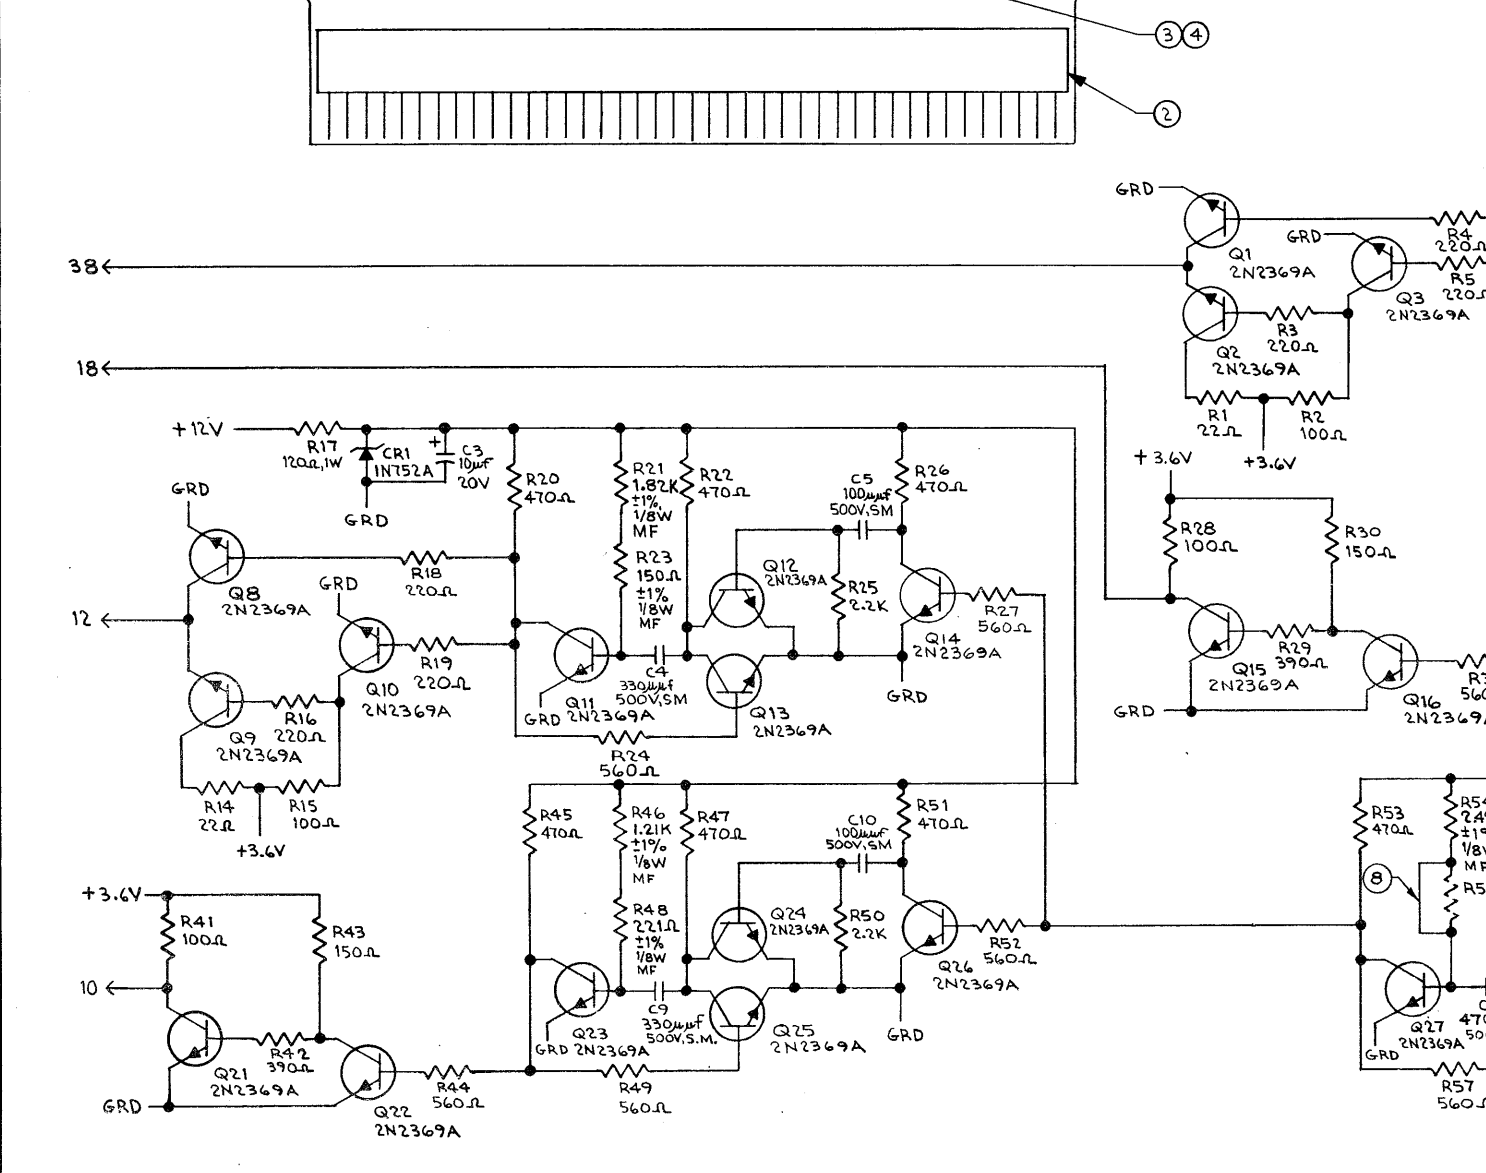 3 4
2
GRD
Q1
2N2369A
R4
220Ω
GRD
Q3
2N2369A
R5
38
Q2
2N2369A
R3
220Ω
R1
22Ω
R2
100Ω
+3.6V
18
+12V
R17
120Ω,1W
CR1
1N752A
+
C3
10µf
20V
GRD
R20
470Ω
R21
1.82K
±1%,
1/8W
MF
R22
470Ω
C5
100µµf
500V,SM
R26
470Ω
+3.6V
R28
100Ω
R30
150Ω
GRD
Q8
2N2369A
R18
220Ω
R23
150Ω
±1%
1/8W
MF
Q12
2N2369A
R25
2.2K
Q14
2N2369A
R27
560Ω
12
GRD
Q10
2N2369A
R19
220Ω
Q11
2N2369A
GRD
C4
330µµf
500V,SM
Q13
2N2369A
GRD
Q15
2N2369A
R29
390Ω
Q16
GRD
Q9
2N2369A
R16
220Ω
R24
560Ω
R14
22Ω
R15
100Ω
+3.6V
R45
470Ω
R46
1.21K
±1%
1/8W
MF
R47
470Ω
C10
100µµf
500V,SM
R51
470Ω
R53
470Ω
8
+3.6V
R41
100Ω
R43
150Ω
R48
221Ω
±1%
1/8W
MF
Q24
2N2369A
R50
2.2K
Q26
2N2369A
R52
560Ω
10
Q23
2N2369A
GRD
C9
330µµf
500V,S.M.
Q25
2N2369A
GRD
Q27
2N2369A
GRD
Q21
2N2369A
R42
390Ω
GRD
Q22
2N2369A
R44
560Ω
R49
560Ω
R57